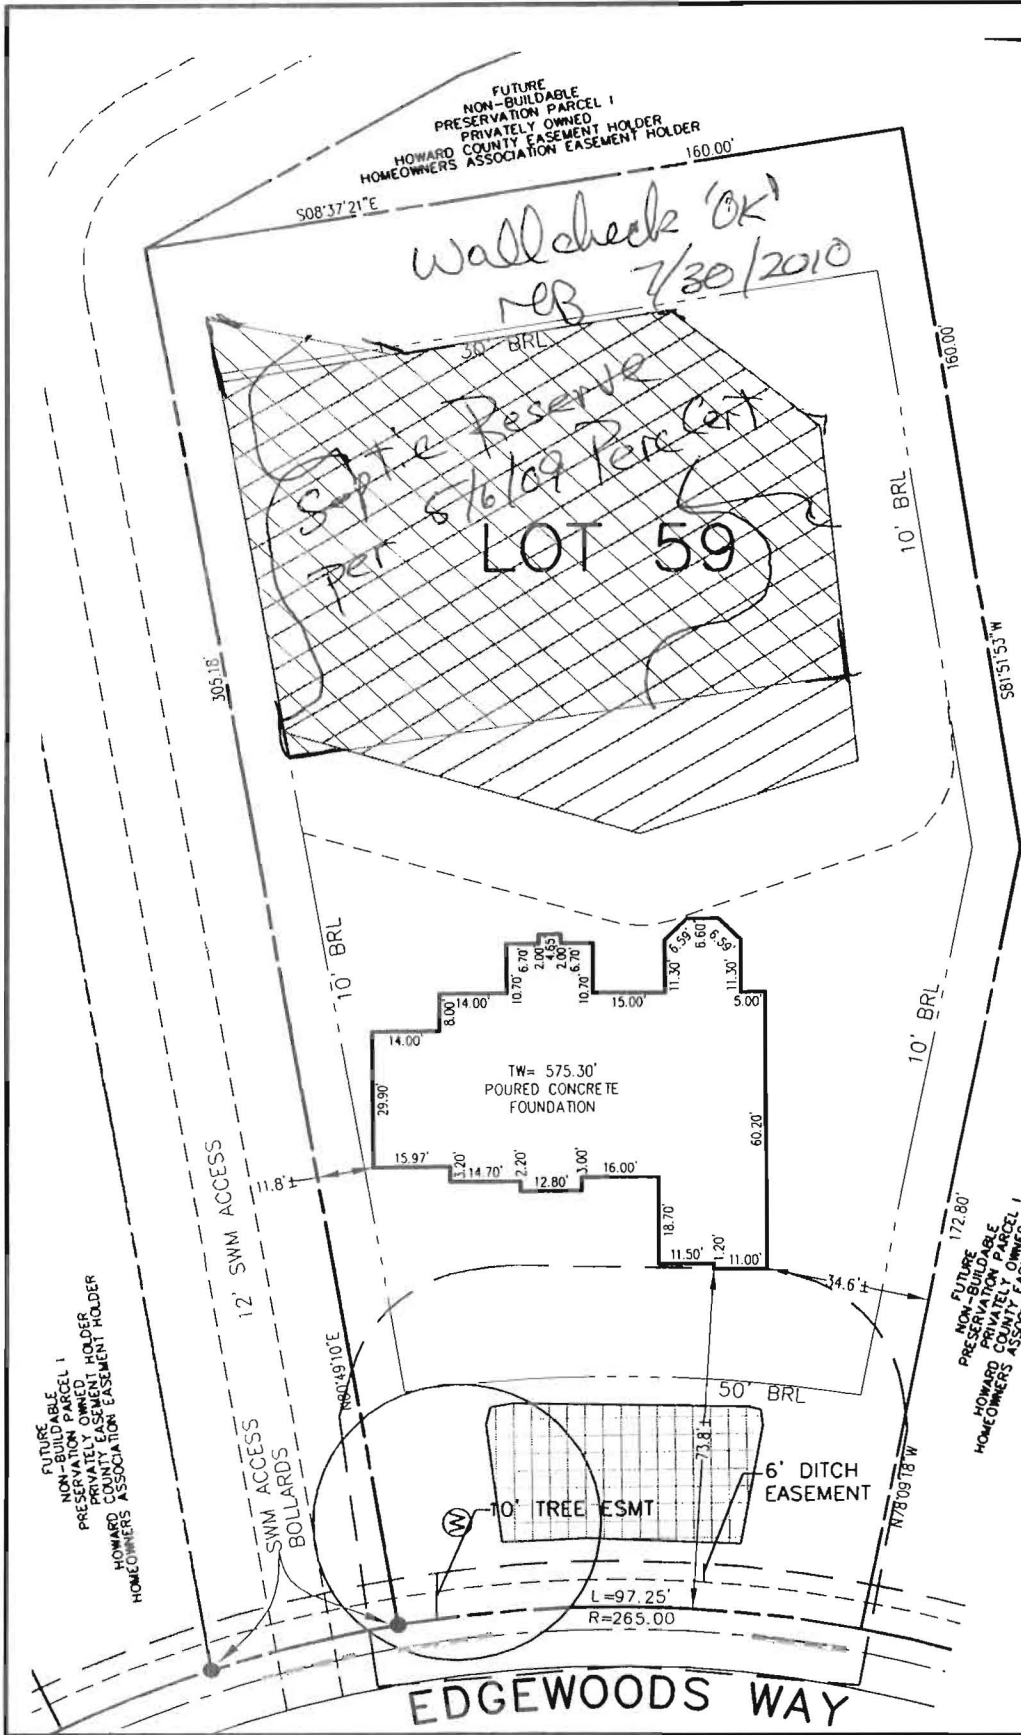 FUTURE
NON-BUILDABLE
PRESERVATION PARCEL 1
PRIVATELY OWNED
HOWARD COUNTY EASEMENT HOLDER
HOMEOWNERS ASSOCIATION EASEMENT HOLDER
160.00'
S08°37'21"E
Wallcheck 'OK'
7/30/2010
30' BRL
160.00'
Septic Reserve
per 5/6/09 Perc Cert
LOT 59
10' BRL
S81°51'53"W
305.18'
10' BRL
10' BRL
6.59'
6.60'
6.59'
4.65'
2.00'
2.00'
6.70'
6.70'
10.70'
10.70'
11.30'
11.30'
14.00'
15.00'
5.00'
8.00'
14.00'
TW= 575.30'
POURED CONCRETE
FOUNDATION
29.90'
60.20'
15.97'
3.20'
14.70'
2.20'
12.80'
3.00'
16.00'
11.8'±
18.70'
11.50'
1.20'
11.00'
34.6'±
172.80'
12' SWM ACCESS
N80°49'10"E
FUTURE
NON-BUILDABLE
PRESERVATION PARCEL 1
PRIVATELY OWNED
HOWARD COUNTY EASEMENT HOLDER
HOMEOWNERS ASSOCIATION EASEMENT HOLDER
FUTURE
NON-BUILDABLE
PRESERVATION PARCEL 1
PRIVATELY OWNED
HOWARD COUNTY
HOMEOWNERS
50' BRL
73.8'±
SWM ACCESS
BOLLARDS
W
10' TREE ESMT
6' DITCH
EASEMENT
N78°09'18"W
L=97.25'
R=265.00
EDGEWOODS WAY